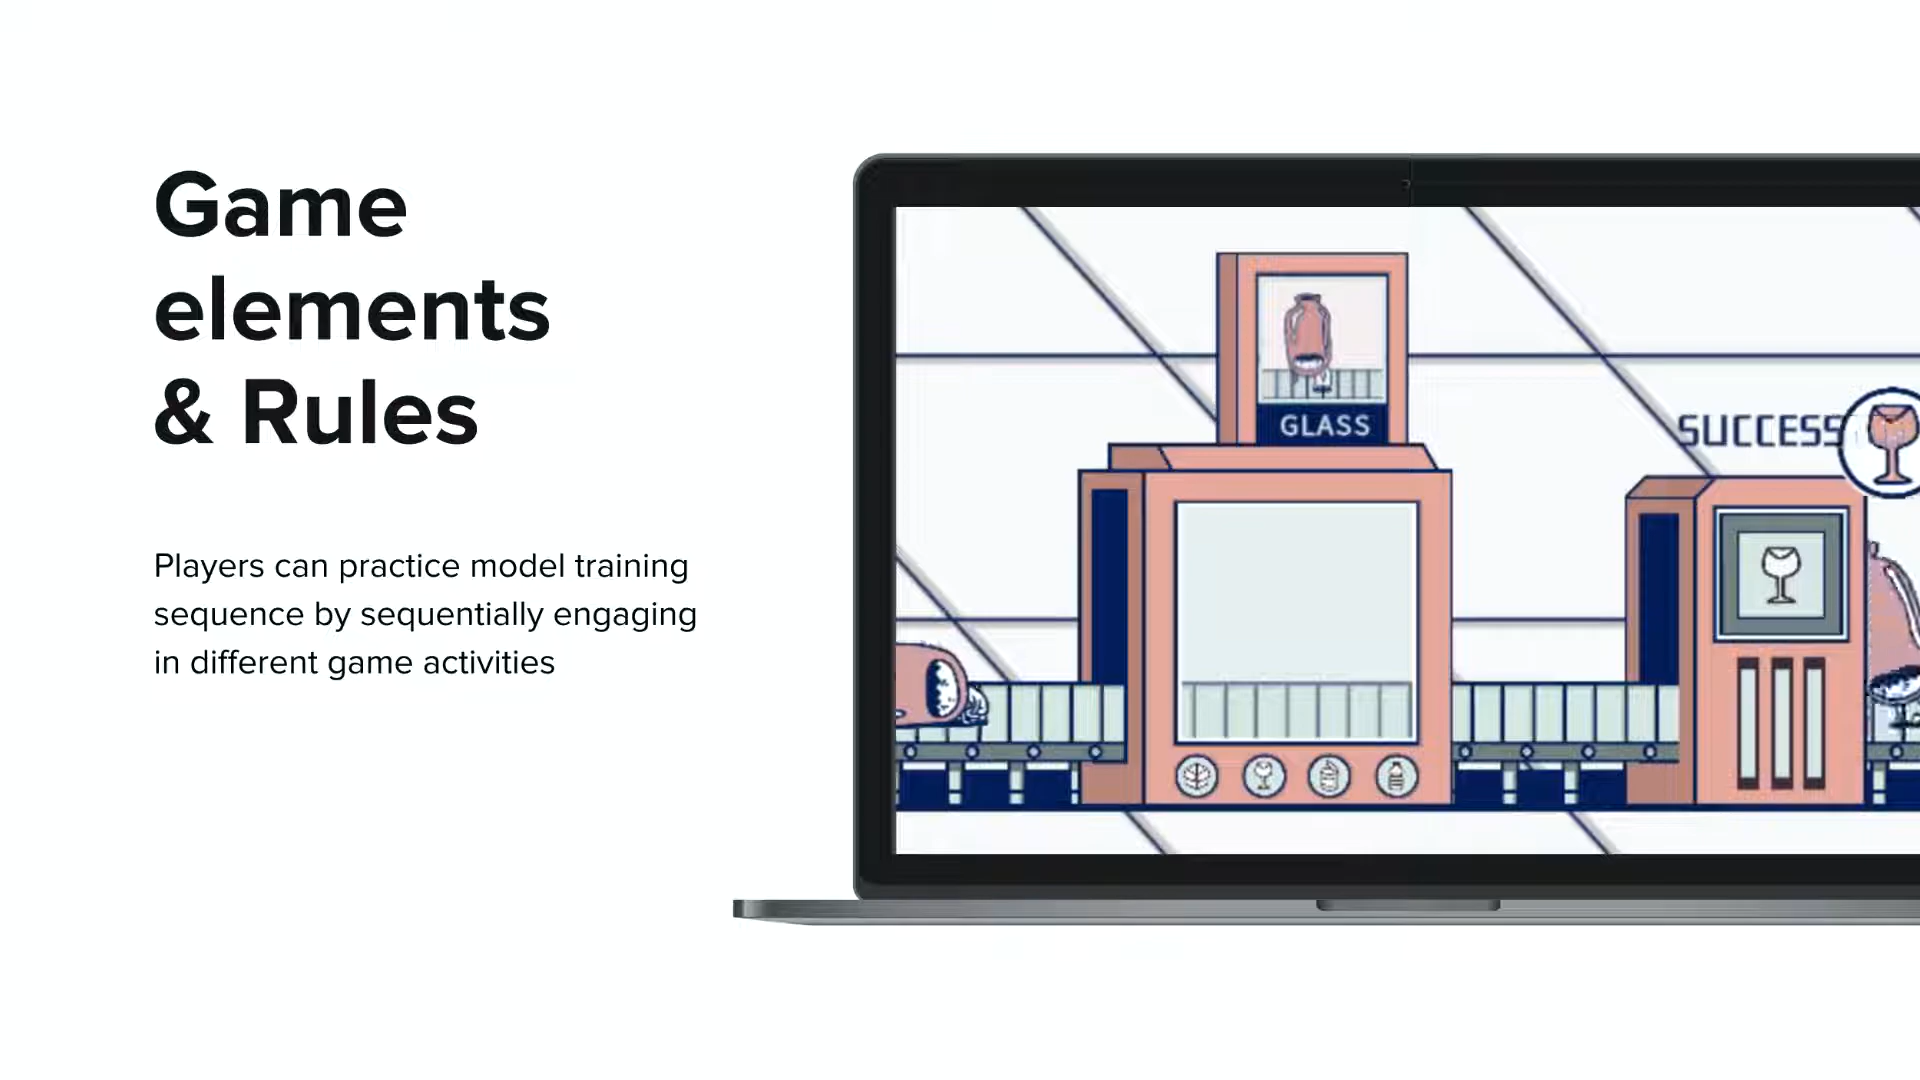 Game
elements
& Rules
Players can practice model training
sequence by sequentially engaging
in different game activities
GLASS
SUCCESS